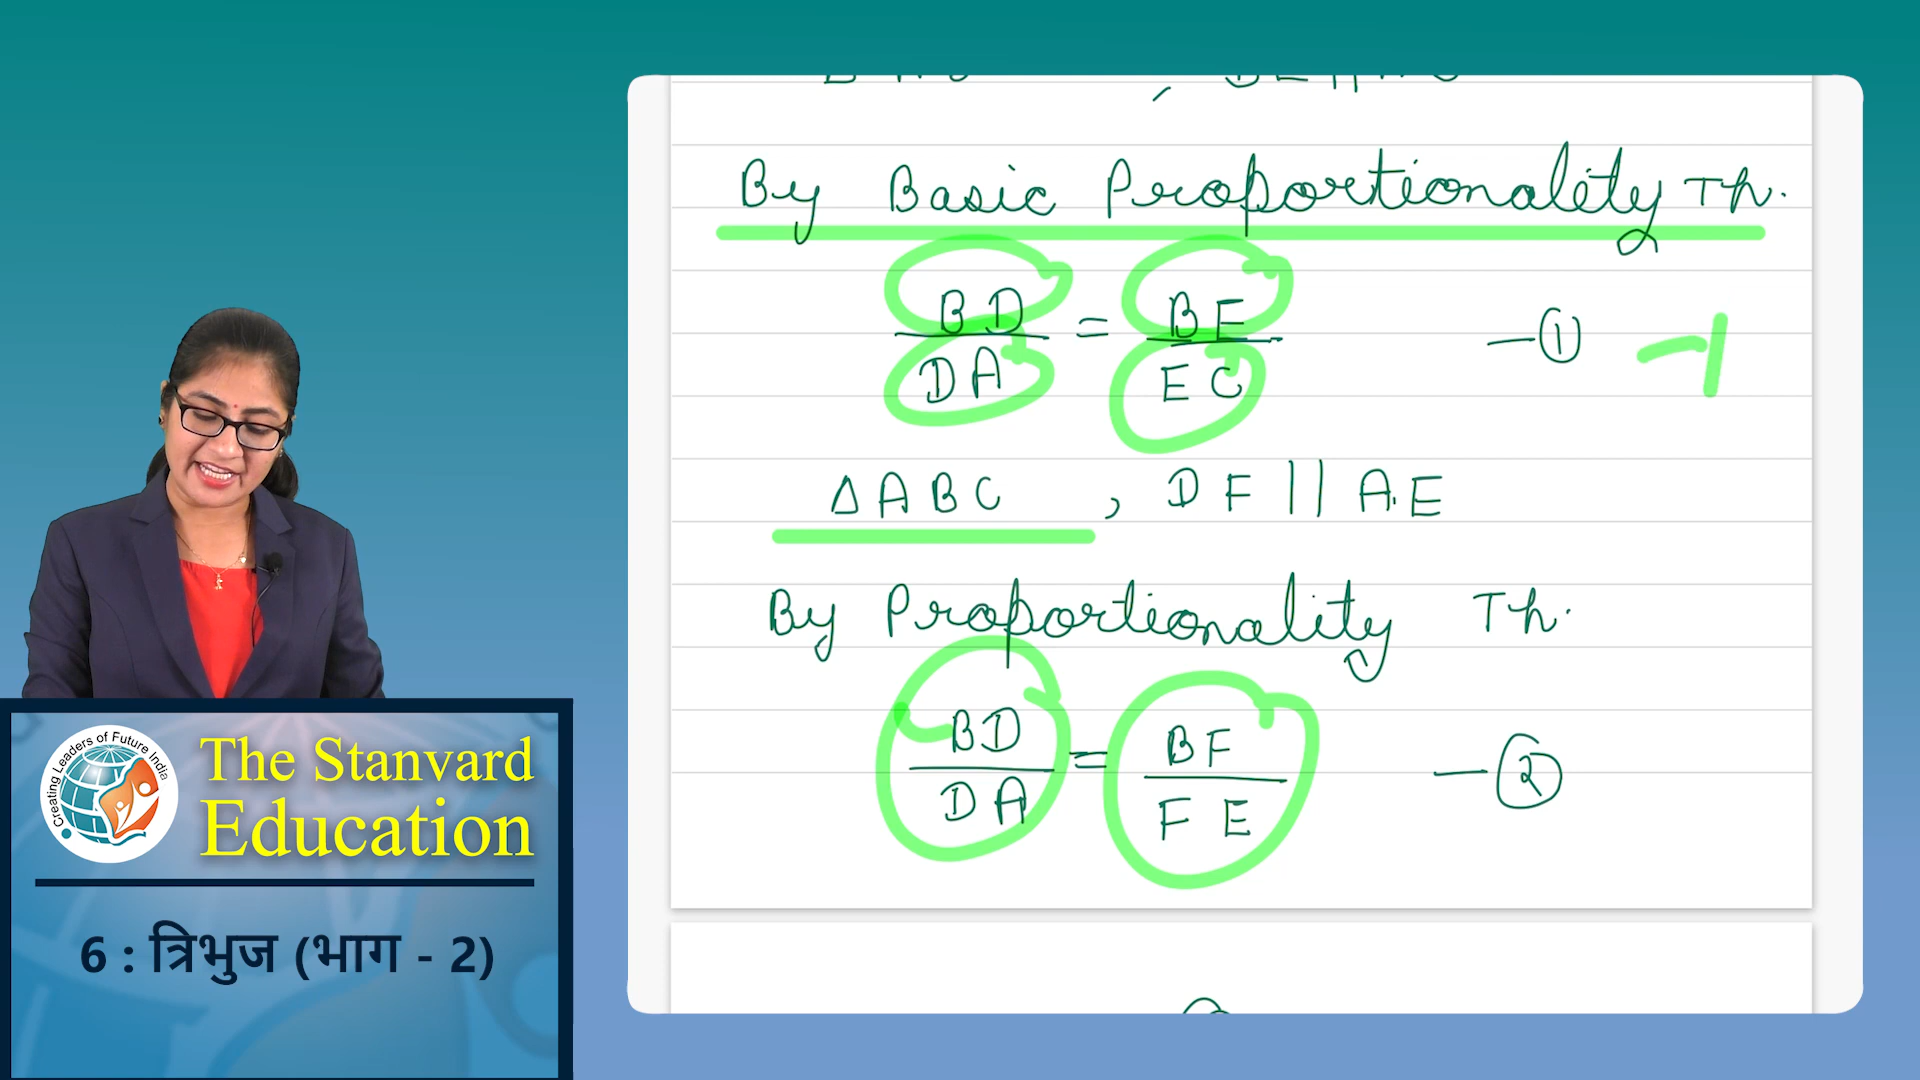 By Basic Proportionality Th.
BD/DA = BE/EC —①
-1
△ABC, DF || A.E
By Proportionality Th.
BD/DA = BF/FE —②
Creating Leaders of Future India
The Stanvard
Education
6 : त्रिभुज (भाग - 2)